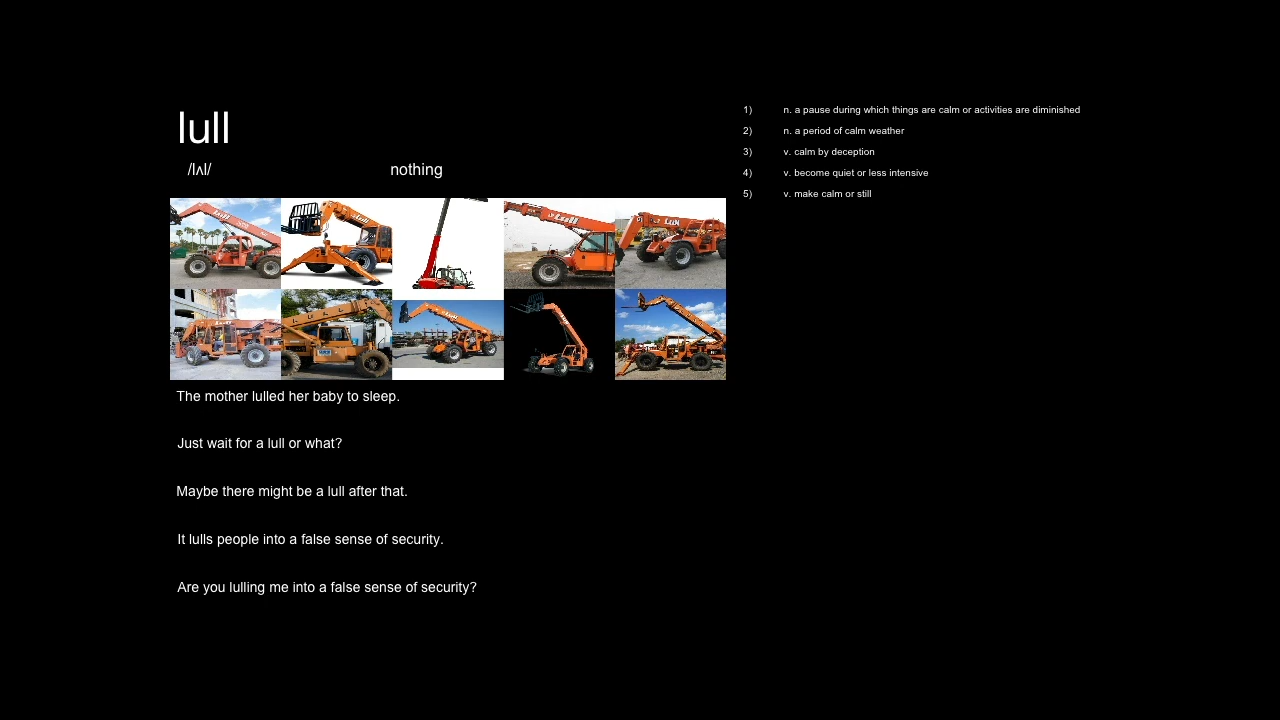 lull
/lʌl/
nothing
1) n. a pause during which things are calm or activities are diminished
2) n. a period of calm weather
3) v. calm by deception
4) v. become quiet or less intensive
5) v. make calm or still
The mother lulled her baby to sleep.
Just wait for a lull or what?
Maybe there might be a lull after that.
It lulls people into a false sense of security.
Are you lulling me into a false sense of security?